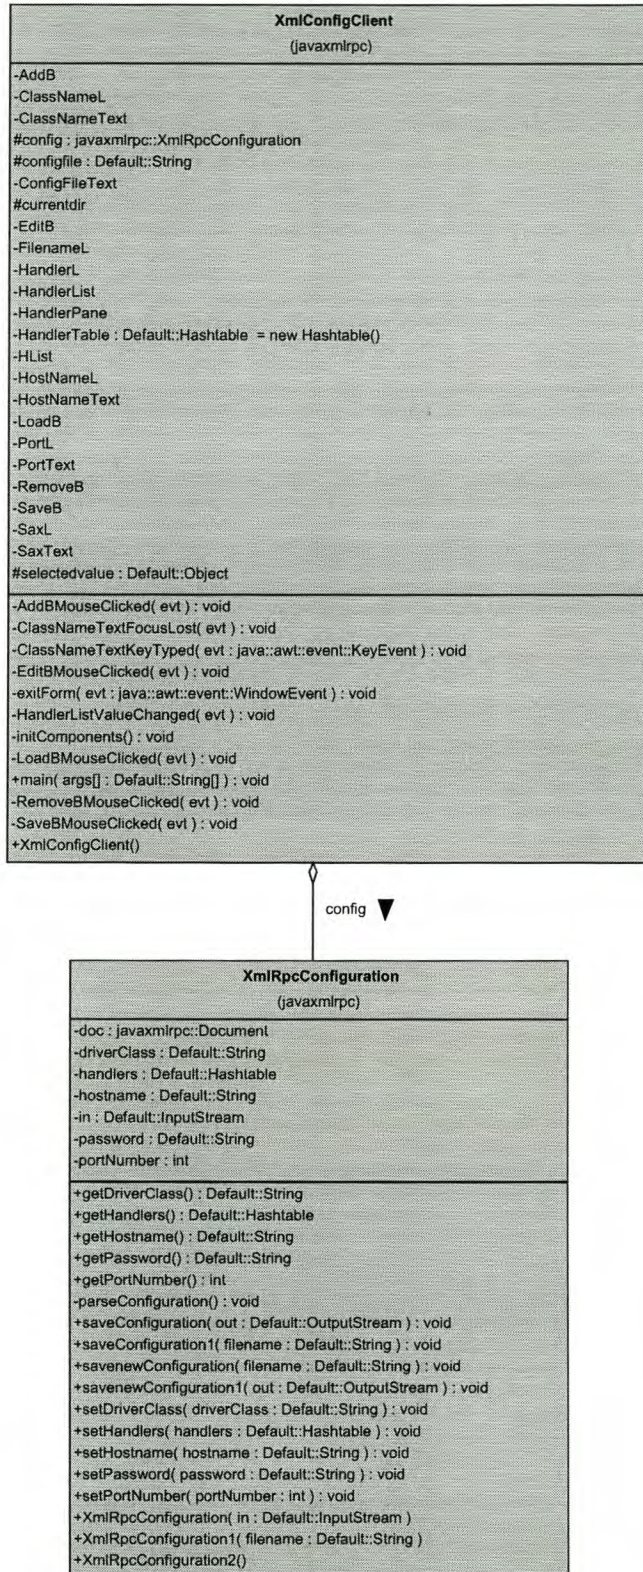 XmlConfigClient
(javaxmlrpc)
-AddB
-ClassNameL
-ClassNameText
#config : javaxmlrpc::XmlRpcConfiguration
#configfile : Default::String
-ConfigFileText
#currentdir
-EditB
-FilenameL
-HandlerL
-HandlerList
-HandlerPane
-HandlerTable : Default::Hashtable = new Hashtable()
-HList
-HostNameL
-HostNameText
-LoadB
-PortL
-PortText
-RemoveB
-SaveB
-SaxL
-SaxText
#selectedvalue : Default::Object
-AddBMouseClicked( evt ) : void
-ClassNameTextFocusLost( evt ) : void
-ClassNameTextKeyTyped( evt : java::awt::event::KeyEvent ) : void
-EditBMouseClicked( evt ) : void
-exitForm( evt : java::awt::event::WindowEvent ) : void
-HandlerListValueChanged( evt ) : void
-initComponents() : void
-LoadBMouseClicked( evt ) : void
+main( args[] : Default::String[] ) : void
-RemoveBMouseClicked( evt ) : void
-SaveBMouseClicked( evt ) : void
+XmlConfigClient()
config
XmlRpcConfiguration
(javaxmlrpc)
-doc : javaxmlrpc::Document
-driverClass : Default::String
-handlers : Default::Hashtable
-hostname : Default::String
-in : Default::InputStream
-password : Default::String
-portNumber : int
+getDriverClass() : Default::String
+getHandlers() : Default::Hashtable
+getHostname() : Default::String
+getPassword() : Default::String
+getPortNumber() : int
-parseConfiguration() : void
+saveConfiguration( out : Default::OutputStream ) : void
+saveConfiguration1( filename : Default::String ) : void
+savenewConfiguration( filename : Default::String ) : void
+savenewConfiguration1( out : Default::OutputStream ) : void
+setDriverClass( driverClass : Default::String ) : void
+setHandlers( handlers : Default::Hashtable ) : void
+setHostname( hostname : Default::String ) : void
+setPassword( password : Default::String ) : void
+setPortNumber( portNumber : int ) : void
+XmlRpcConfiguration( in : Default::InputStream )
+XmlRpcConfiguration1( filename : Default::String )
+XmlRpcConfiguration2()